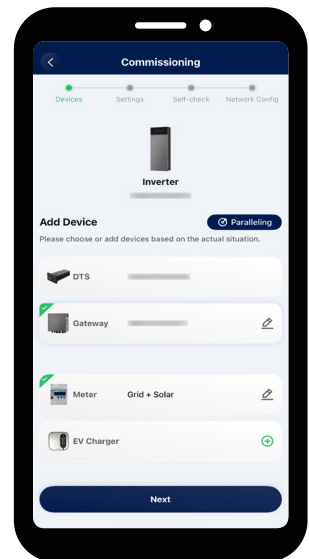 Commissioning
Devices Settings Self-check Network Config
Inverter
Add Device Paralleling
Please choose or add devices based on the actual situation.
DTS
Gateway
Meter Grid + Solar
EV Charger
Next